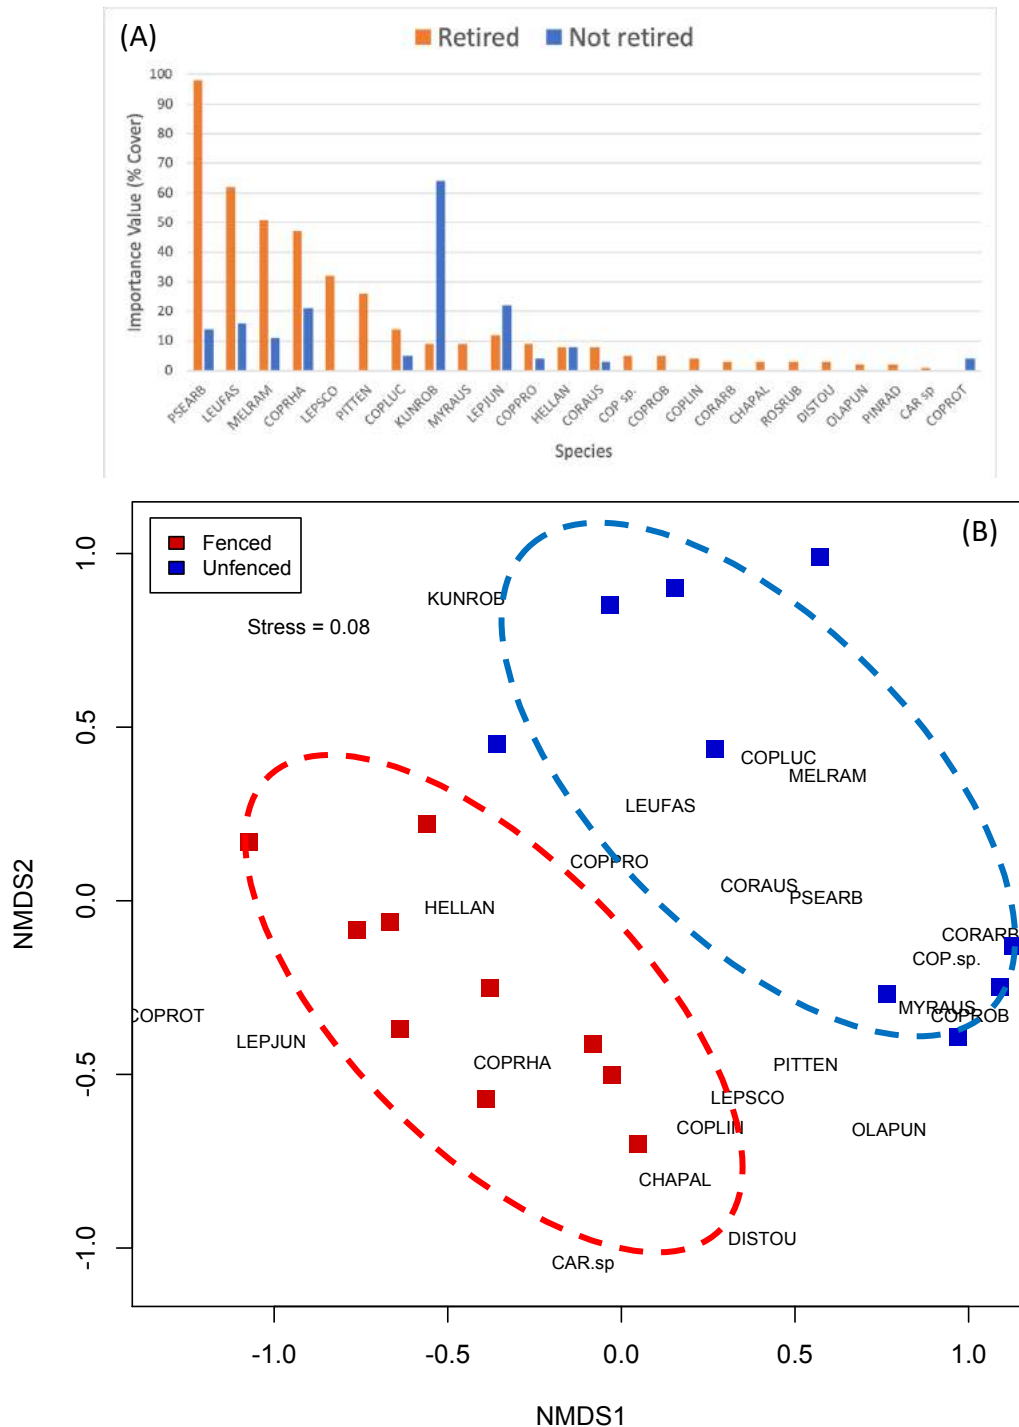 (A)
Retired Not retired
Importance Value (% Cover)
100
90
80
70
60
50
40
30
20
10
0
PSEARB LEUFAS MELRAM COPRHA LEPSCO PITTEN COPLUC KUNROB MYRAUS LEPJUN COPPRO HELLAN CORAUS COP sp. COPROB COPLIN CORARB CHAPAL ROSRUB DISTOU OLAPUN PINRAD CAR sp COPROT
Species
(B)
Fenced
Unfenced
Stress = 0.08
KUNROB
COPLUC
MELRAM
LEUFAS
COPPRO
CORAUS
PSEARB
HELLAN
CORARB
COP.sp.
MYRAUS
COPROB
COPROT
LEPJUN
COPRHA
PITTEN
LEPSCO
COPLIN
OLAPUN
CHAPAL
DISTOU
CAR.sp
NMDS2
1.0
0.5
0.0
-0.5
-1.0
-1.0 -0.5 0.0 0.5 1.0
NMDS1